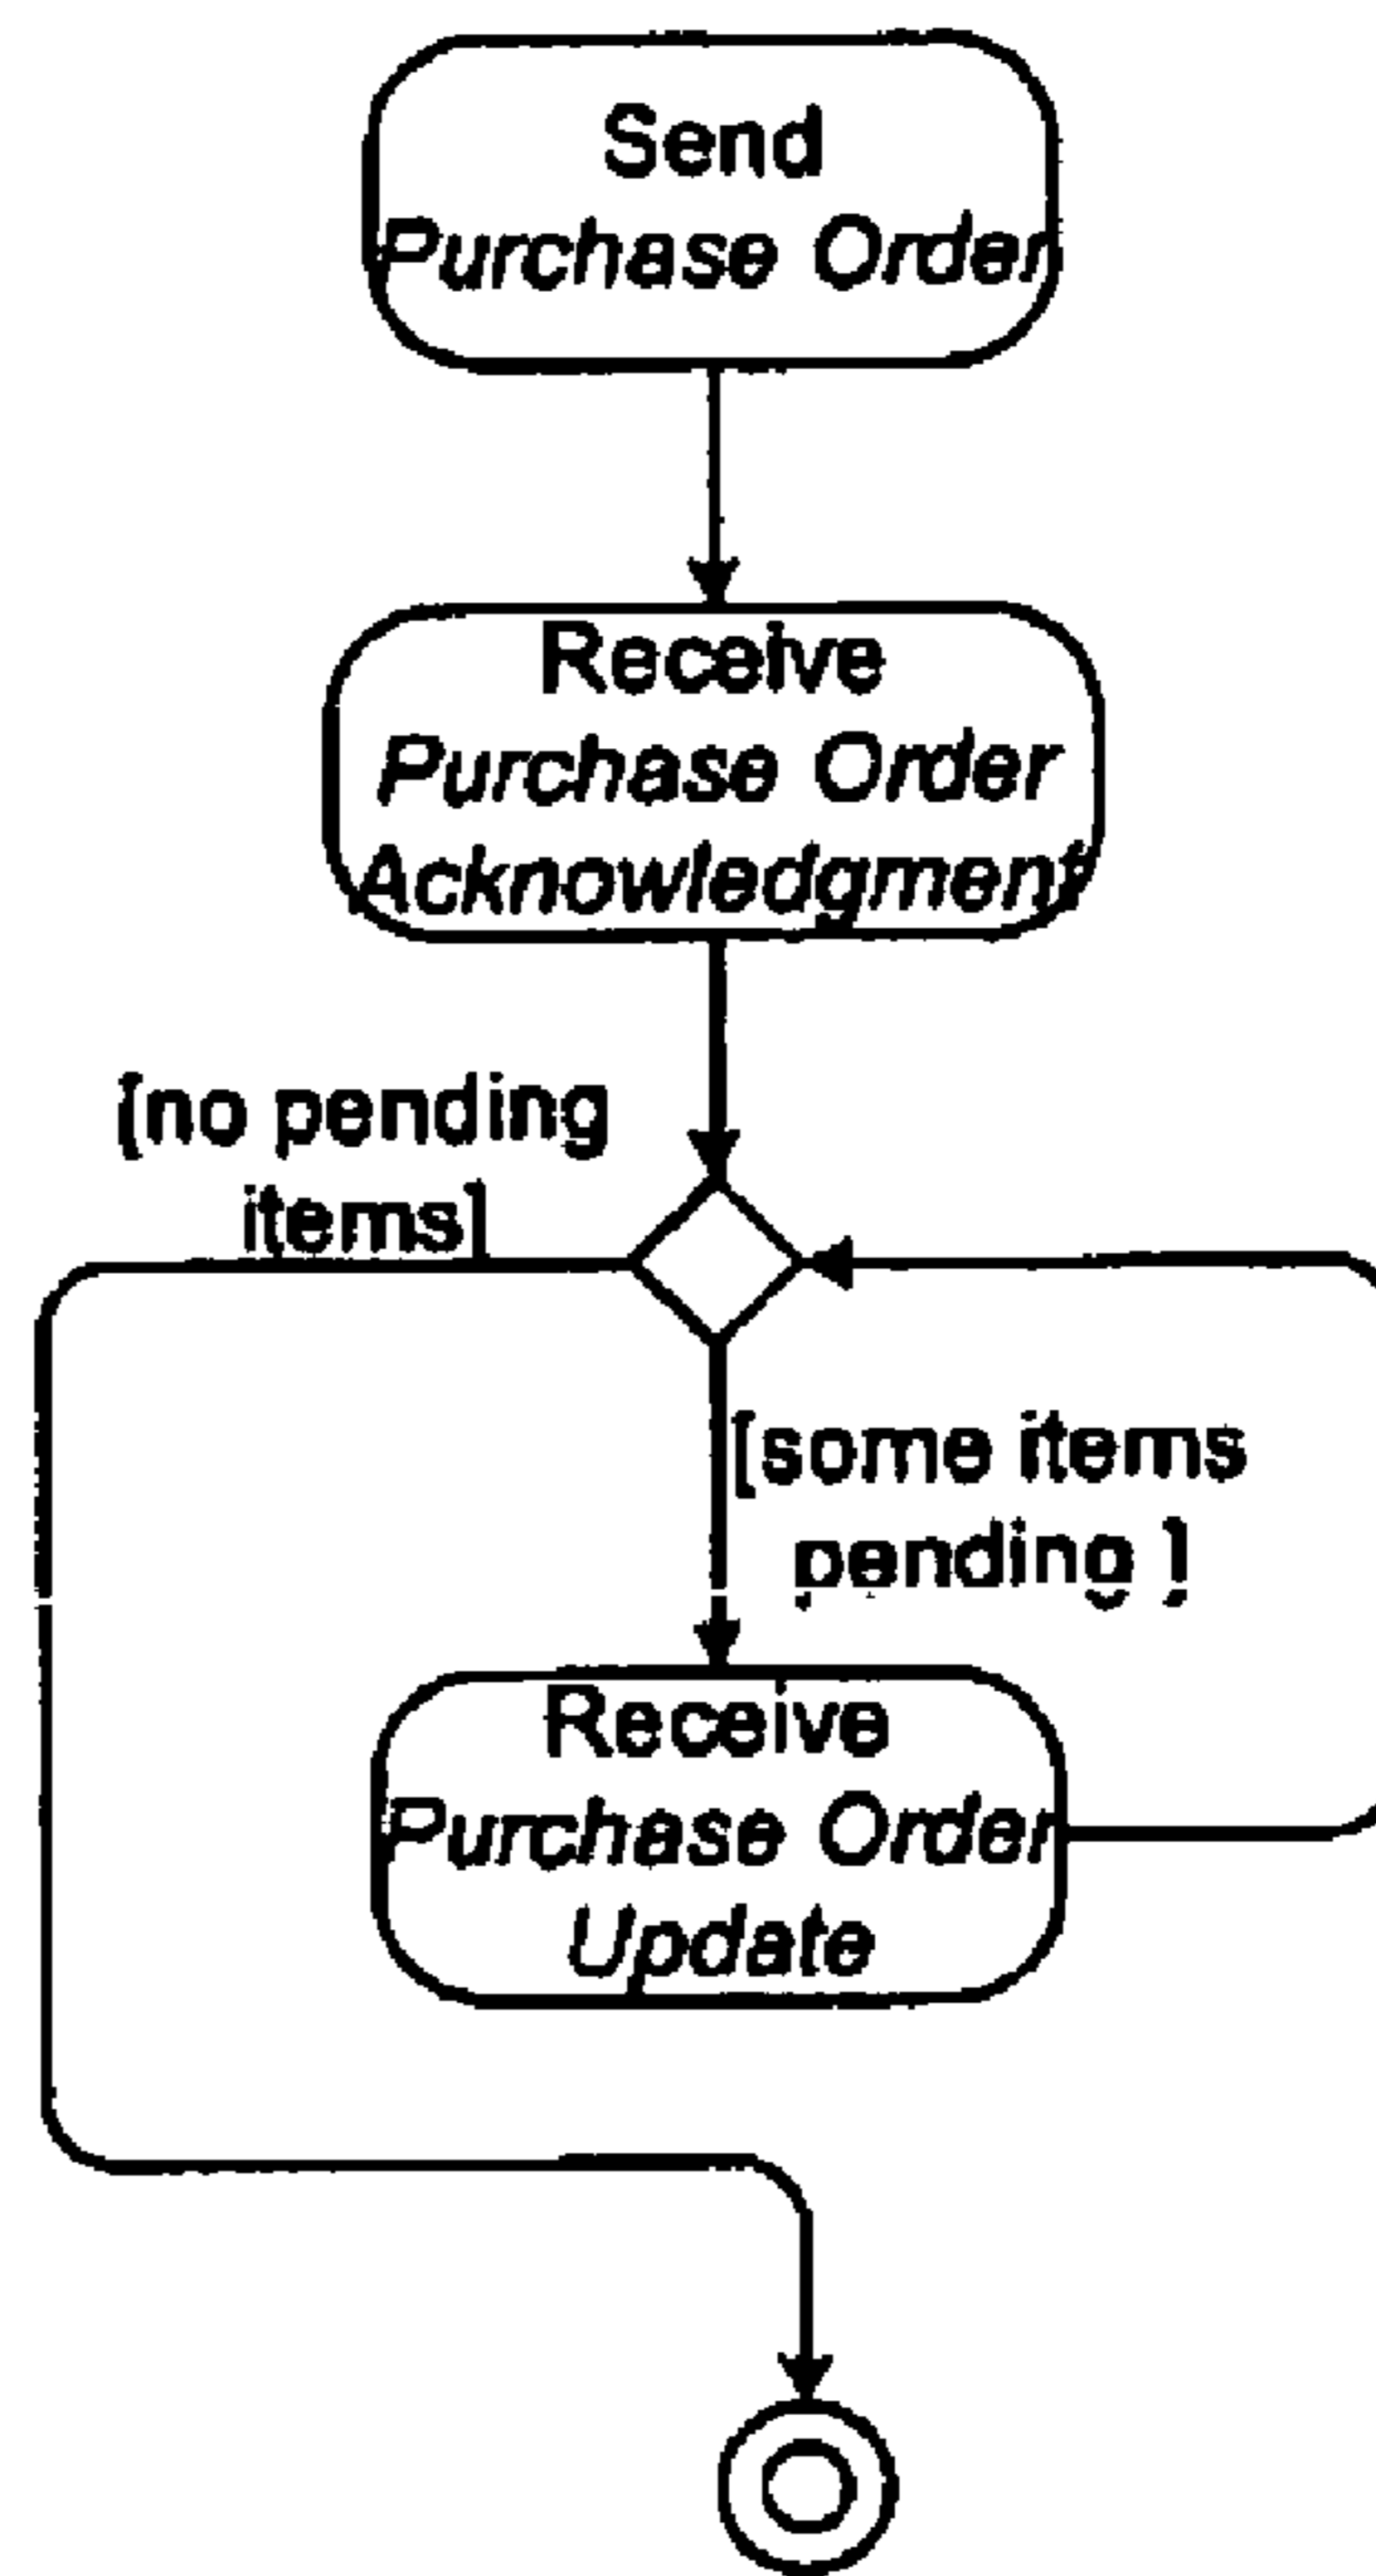 Send
Purchase Order
Receive
Purchase Order
Acknowledgment
[no pending
items]
[some items
pending ]
Receive
Purchase Order
Update